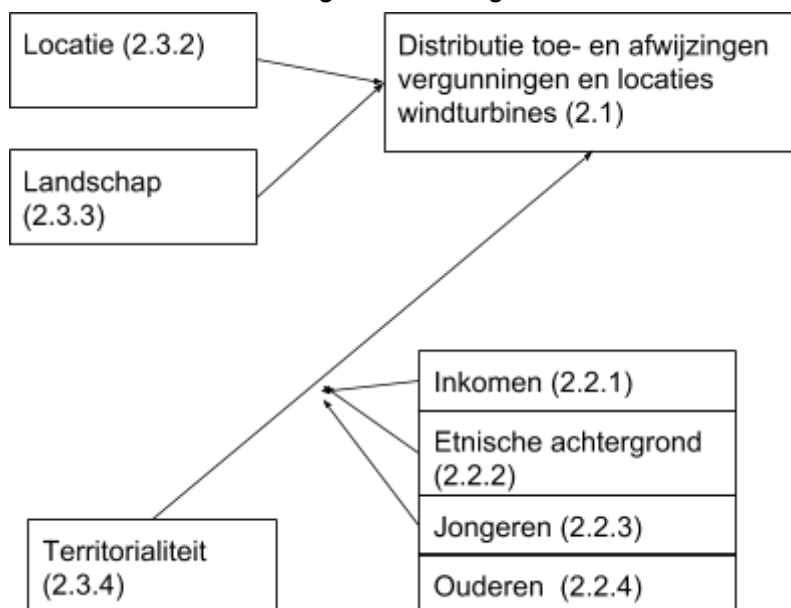 Locatie (2.3.2)
Distributie toe- en afwijzingen
vergunningen en locaties
windturbines (2.1)
Landschap
(2.3.3)
Inkomen (2.2.1)
Etnische achtergrond
(2.2.2)
Jongeren (2.2.3)
Territorialiteit
(2.3.4)
Ouderen (2.2.4)